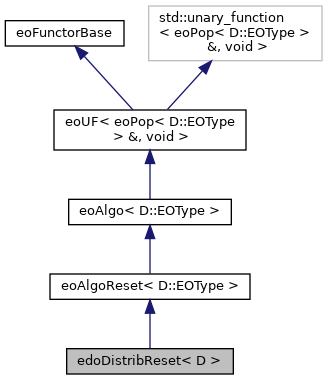 std::unary_function
< eoPop< D::EOType >
&, void >
eoFunctorBase
eoUF< eoPop< D::EOType
> &, void >
eoAlgo< D::EOType >
eoAlgoReset< D::EOType >
edoDistribReset< D >